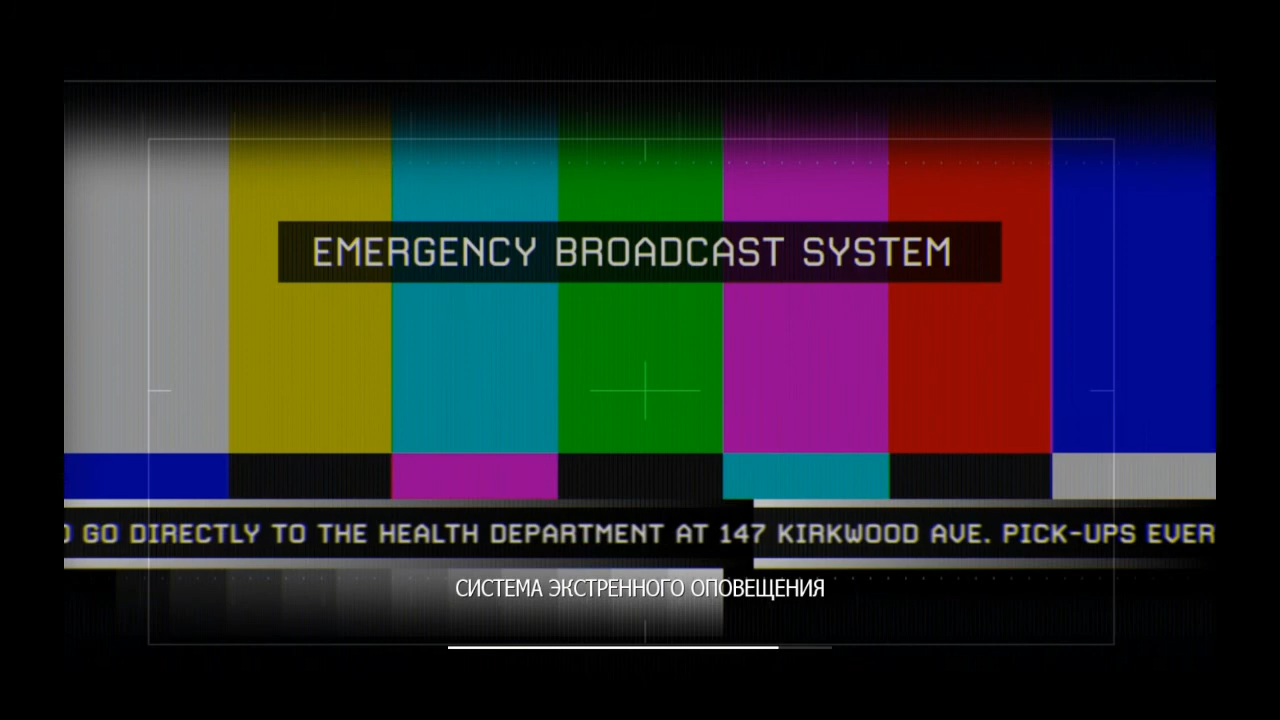 EMERGENCY BROADCAST SYSTEM
GO DIRECTLY TO THE HEALTH DEPARTMENT AT 147 KIRKWOOD AVE. PICK-UPS EVER
СИСТЕМА ЭКСТРЕННОГО ОПОВЕЩЕНИЯ